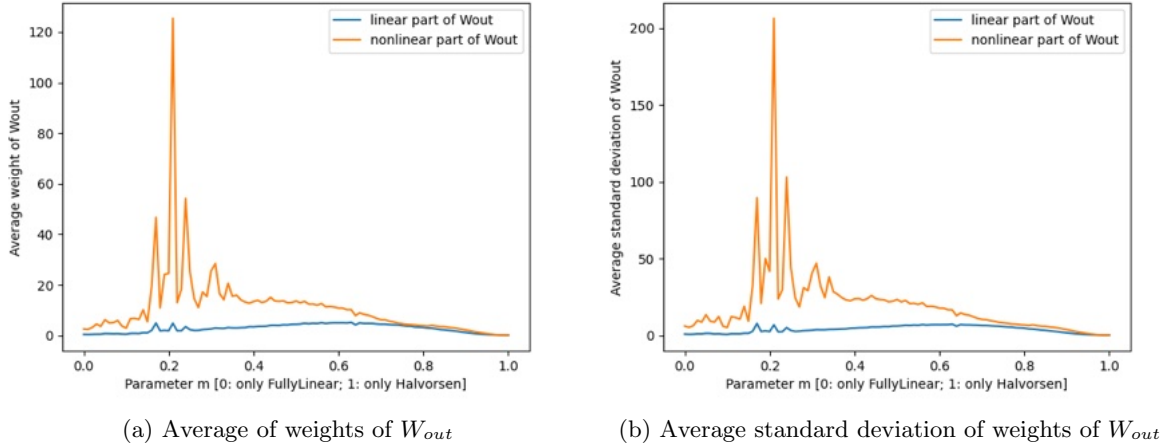 linear part of Wout
nonlinear part of Wout
Average weight of Wout
120
100
80
60
40
20
0
0.0 0.2 0.4 0.6 0.8 1.0
Parameter m [0: only FullyLinear; 1: only Halvorsen]
(a) Average of weights of W_{out}
linear part of Wout
nonlinear part of Wout
Average standard deviation of Wout
200
150
100
50
0
0.0 0.2 0.4 0.6 0.8 1.0
Parameter m [0: only FullyLinear; 1: only Halvorsen]
(b) Average standard deviation of weights of W_{out}